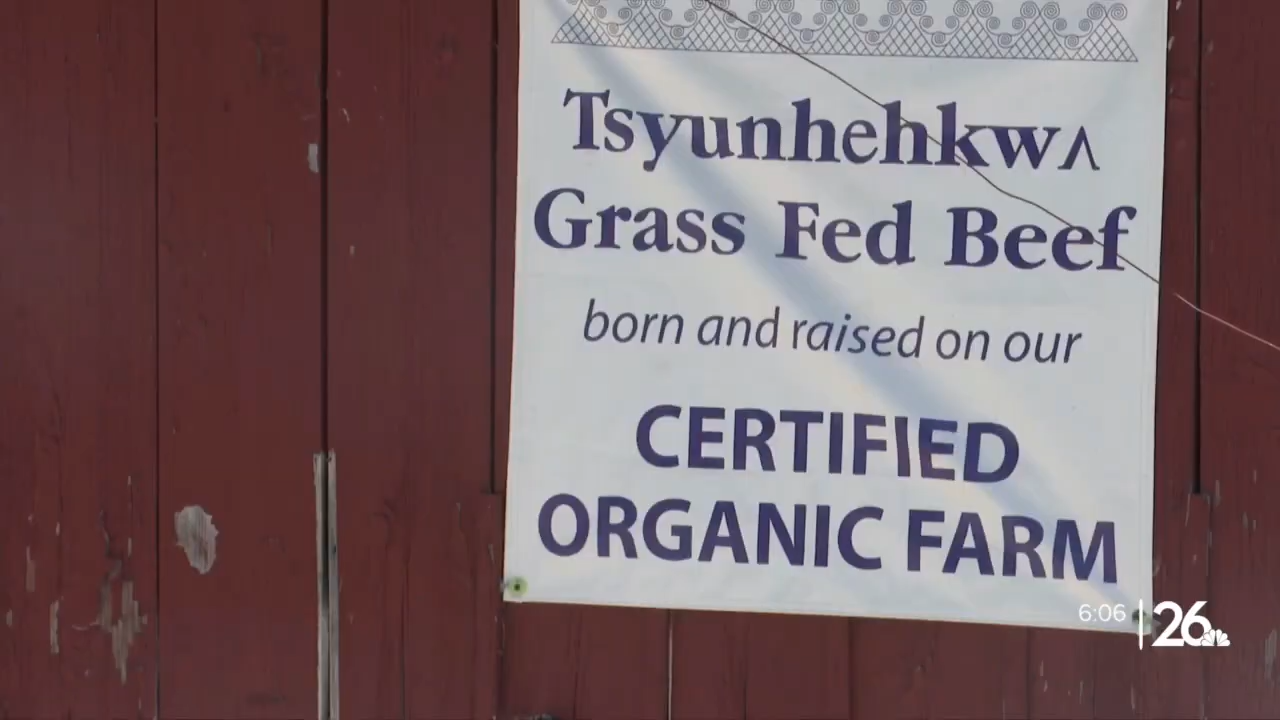 Tsyunhehkwʌ
Grass Fed Beef
born and raised on our
CERTIFIED
ORGANIC FARM
6:06 26